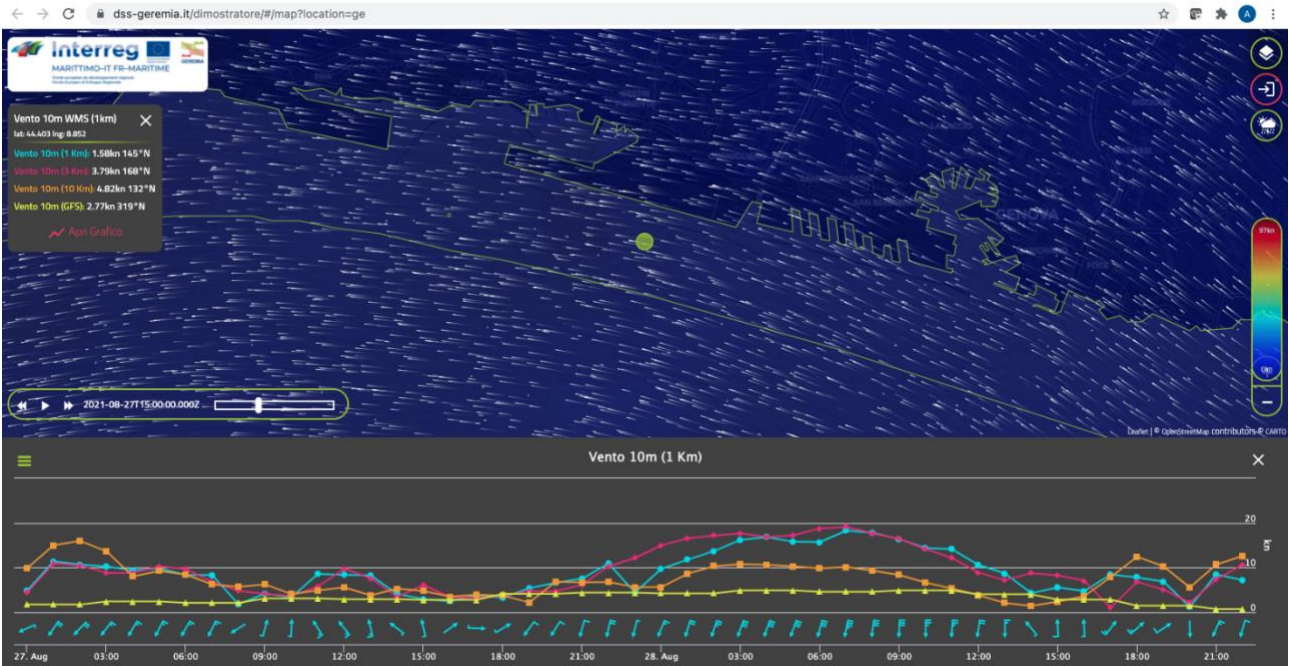 dss-geremia.it/dimostratore/#/map?location=ge
A
Interreg
GEREMIA
MARITTIMO-IT FR-MARITIME
Vento 10m WMS (1km)
lat: 44.403 lng: 8.852
Vento 10m (1 Km): 1.58kn 145°N
Vento 10m (3 Km): 3.79kn 168°N
Vento 10m (10 Km): 4.82kn 132°N
Vento 10m (GFS): 2.77kn 319°N
Apri Grafico
GENOVA
97kn
0kn
2021-08-27T15:00:00.000Z
Leaflet | © OpenStreetMap contributors © CARTO
Vento 10m (1 Km)
20
kn
10
0
27. Aug 03:00 06:00 09:00 12:00 15:00 18:00 21:00 28. Aug 03:00 06:00 09:00 12:00 15:00 18:00 21:00